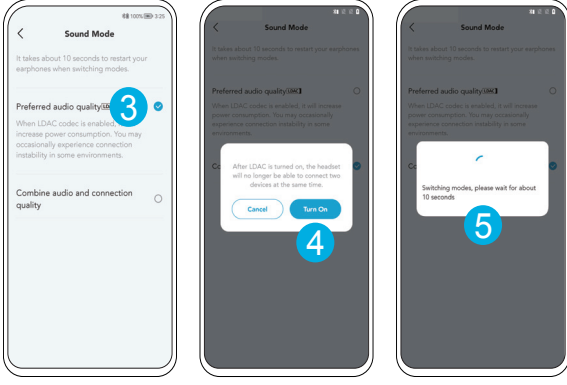 100% 3:25
Sound Mode
It takes about 10 seconds to restart your
earphones when switching modes.
Preferred audio quality
3
When LDAC codec is enabled,
increase power consumption. You may
occasionally experience connection
instability in some environments.
Combine audio and connection
quality
Sound Mode
It takes about 10 seconds to restart your earphones
when switching modes.
Preferred audio quality
When LDAC codec is enabled, it will increase
power consumption. You may occasionally
experience connection instability in some
environments.
Co
After LDAC is turned on, the headset
will no longer be able to connect two
devices at the same time.
Cancel
Turn On
4
Sound Mode
It takes about 10 seconds to restart your earphones
when switching modes.
Preferred audio quality
When LDAC codec is enabled, it will increase
power consumption. You may occasionally
experience connection instability in some
environments.
Co
Switching modes, please wait for about
10 seconds
5